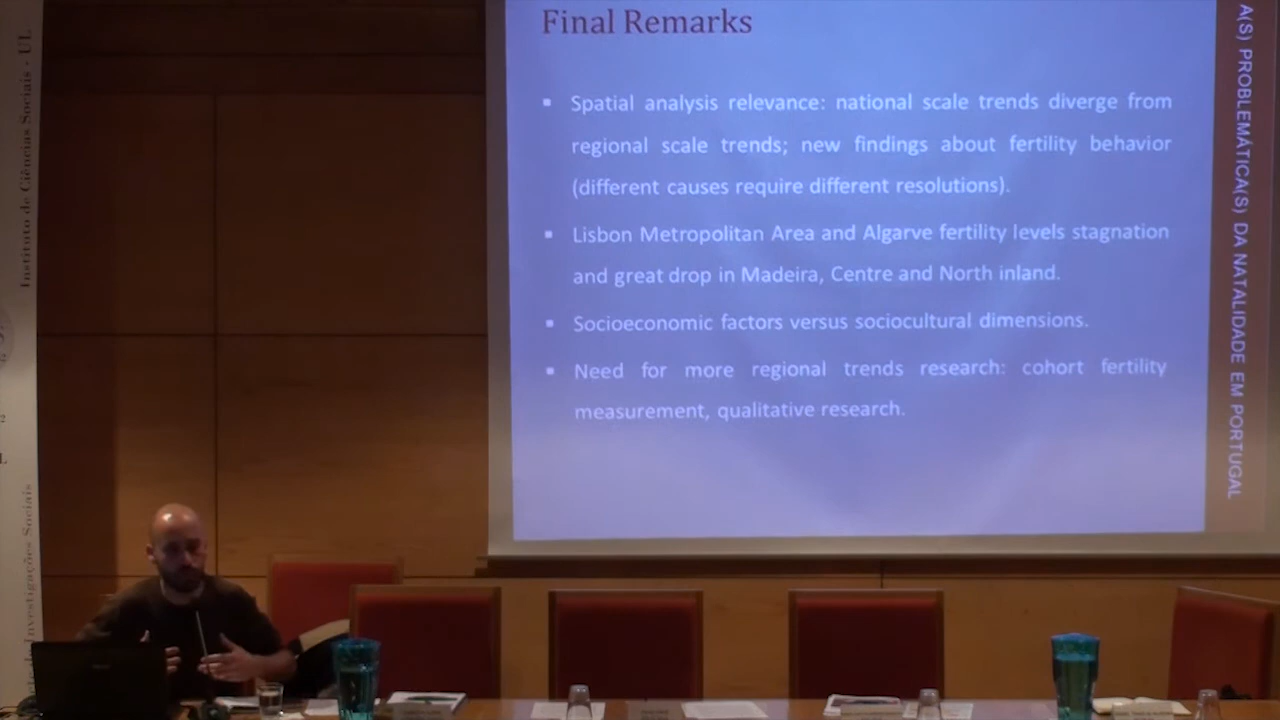 Final Remarks
Spatial analysis relevance: national scale trends diverge from
regional scale trends; new findings about fertility behavior
(different causes require different resolutions).
Lisbon Metropolitan Area and Algarve fertility levels stagnation
and great drop in Madeira, Centre and North inland.
Socioeconomic factors versus sociocultural dimensions.
Need for more regional trends research: cohort fertility
measurement, qualitative research.
A(S) PROBLEMÁTICA(S) DA NATALIDADE EM PORTUGAL
Instituto de Ciências Sociais - UL
de Investigações Sociais